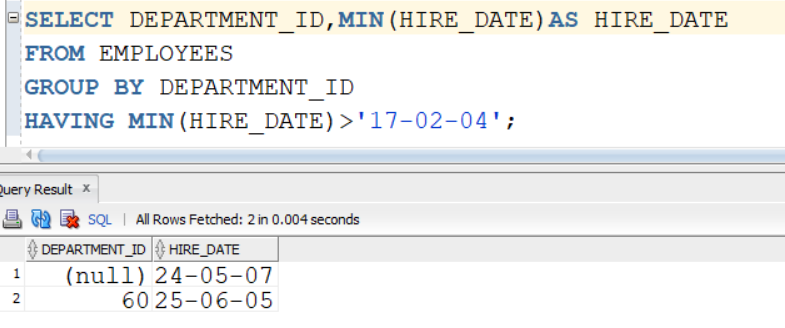 SELECT DEPARTMENT_ID,MIN(HIRE_DATE)AS HIRE_DATE
FROM EMPLOYEES
GROUP BY DEPARTMENT_ID
HAVING MIN(HIRE_DATE)>'17-02-04';
Query Result x
SQL | All Rows Fetched: 2 in 0.004 seconds
DEPARTMENT_ID HIRE_DATE
1 (null) 24-05-07
2 60 25-06-05